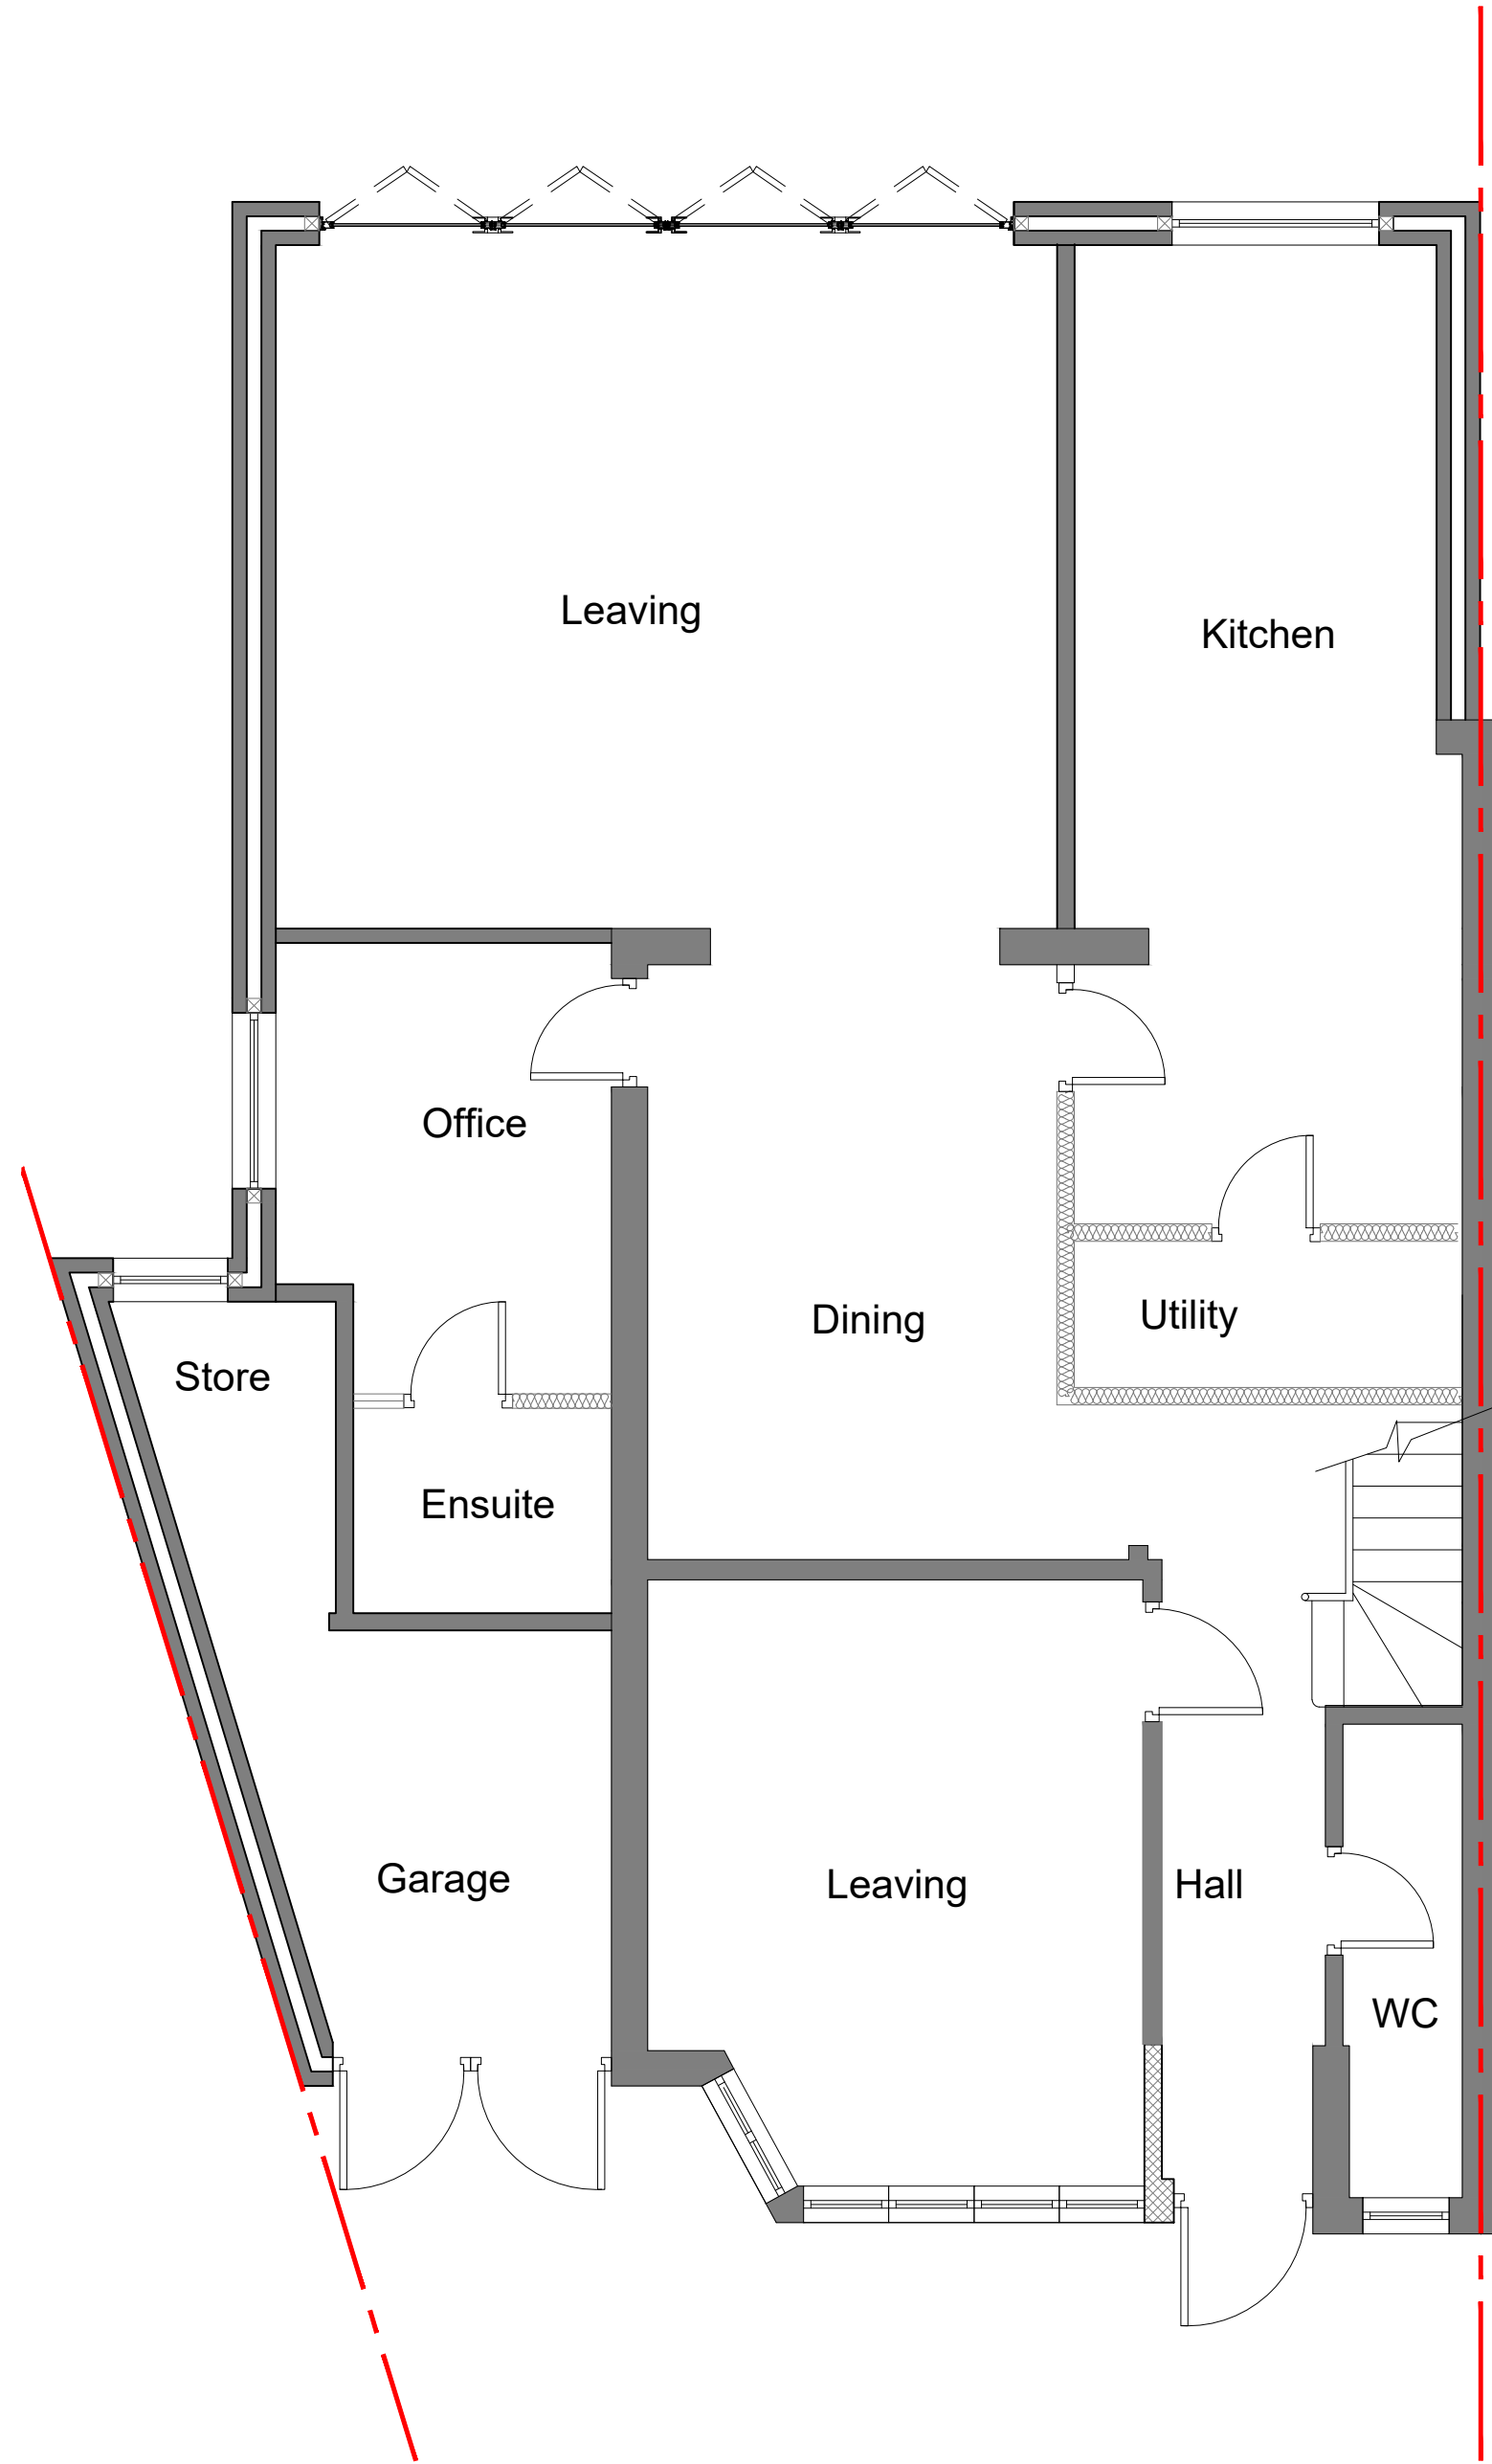 Leaving
Kitchen
Office
Dining
Utility
Store
Ensuite
Garage
Leaving
Hall
WC